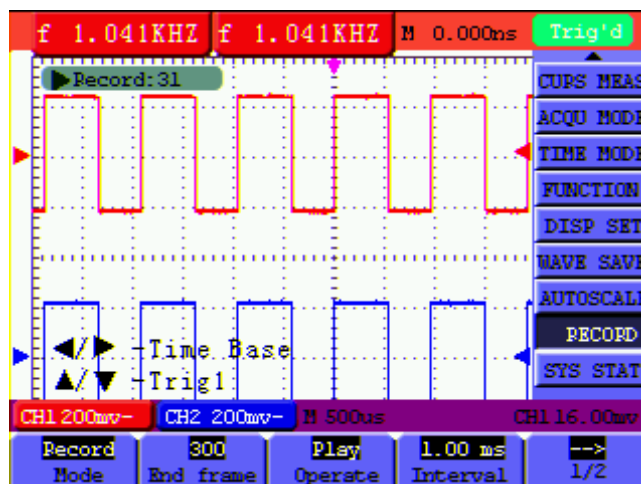 f 1.041KHZ f 1.041KHZ M 0.000ns Trig'd
Record:31
CURS MEAS
ACQU MODE
TIME MODE
FUNCTION
DISP SET
WAVE SAVE
AUTOSCALE
RECORD
SYS STAT
◀/▶ -Time Base
▲/▼ -Trig1
CH1 200mv- CH2 200mv- M 500us CH1 16.00mv
Record 300 Play 1.00 ms -->
Mode End frame Operate Interval 1/2